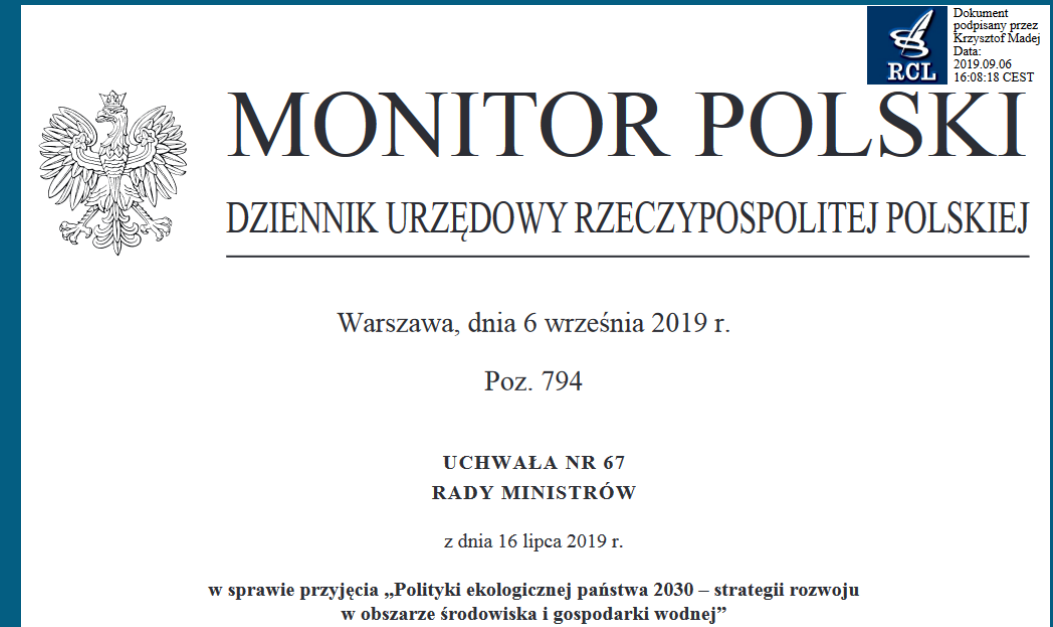 Dokument
podpisany przez
Krzysztof Madej
Data:
2019.09.06
16:08:18 CEST
RCL
MONITOR POLSKI
DZIENNIK URZĘDOWY RZECZYPOSPOLITEJ POLSKIEJ
Warszawa, dnia 6 września 2019 r.
Poz. 794
UCHWAŁA NR 67
RADY MINISTRÓW
z dnia 16 lipca 2019 r.
w sprawie przyjęcia „Polityki ekologicznej państwa 2030 – strategii rozwoju
w obszarze środowiska i gospodarki wodnej”